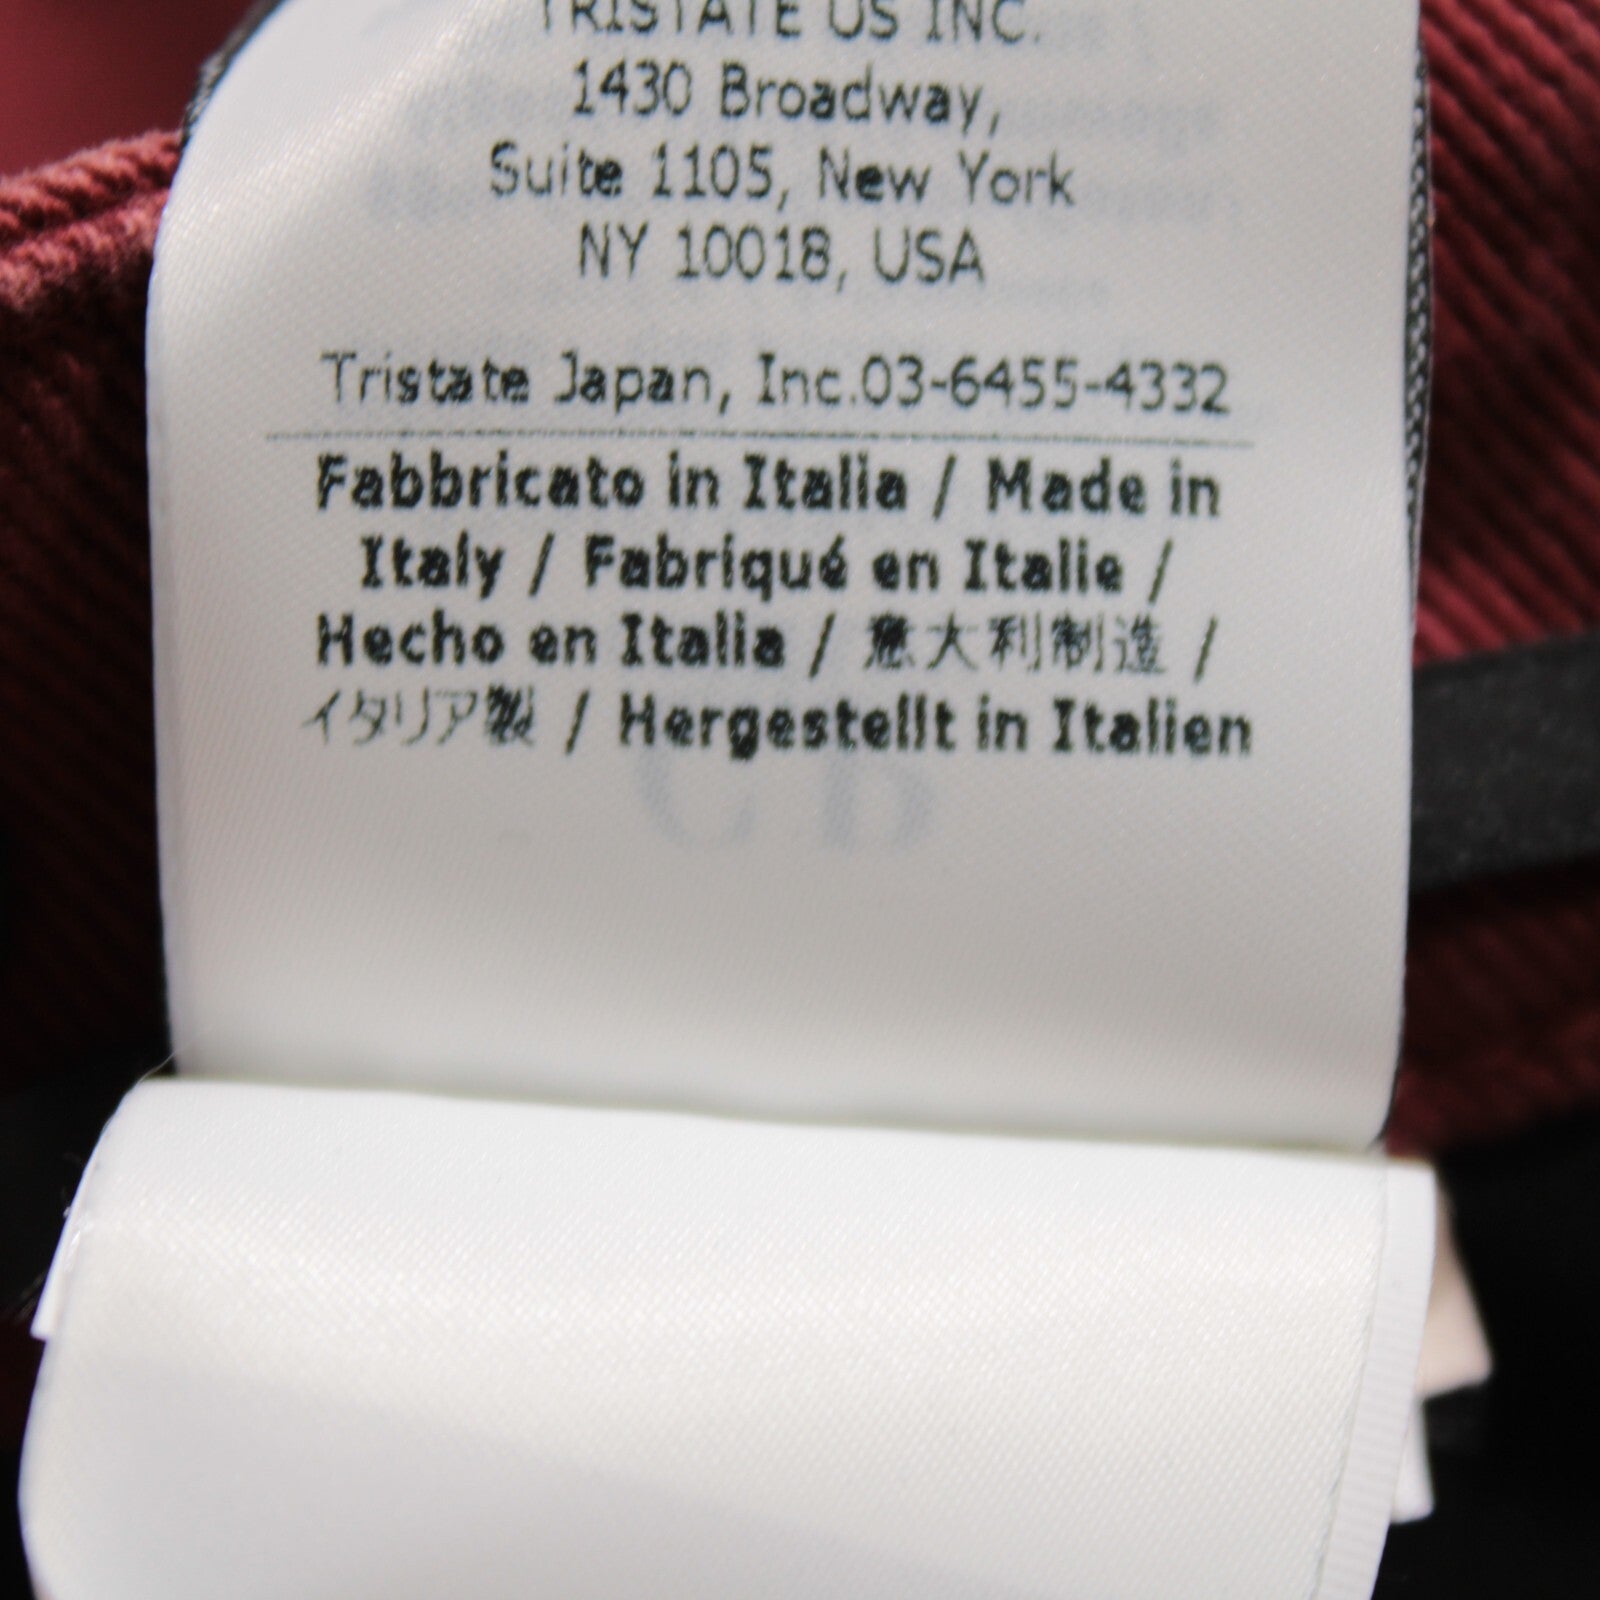 TRISTATE US INC.
1430 Broadway,
Suite 1105, New York
NY 10018, USA
Tristate Japan, Inc.03-6455-4332
Fabbricato in Italia / Made in
Italy / Fabriqué en Italie /
Hecho en Italia / 意大利制造 /
イタリア製 / Hergestellt in Italien